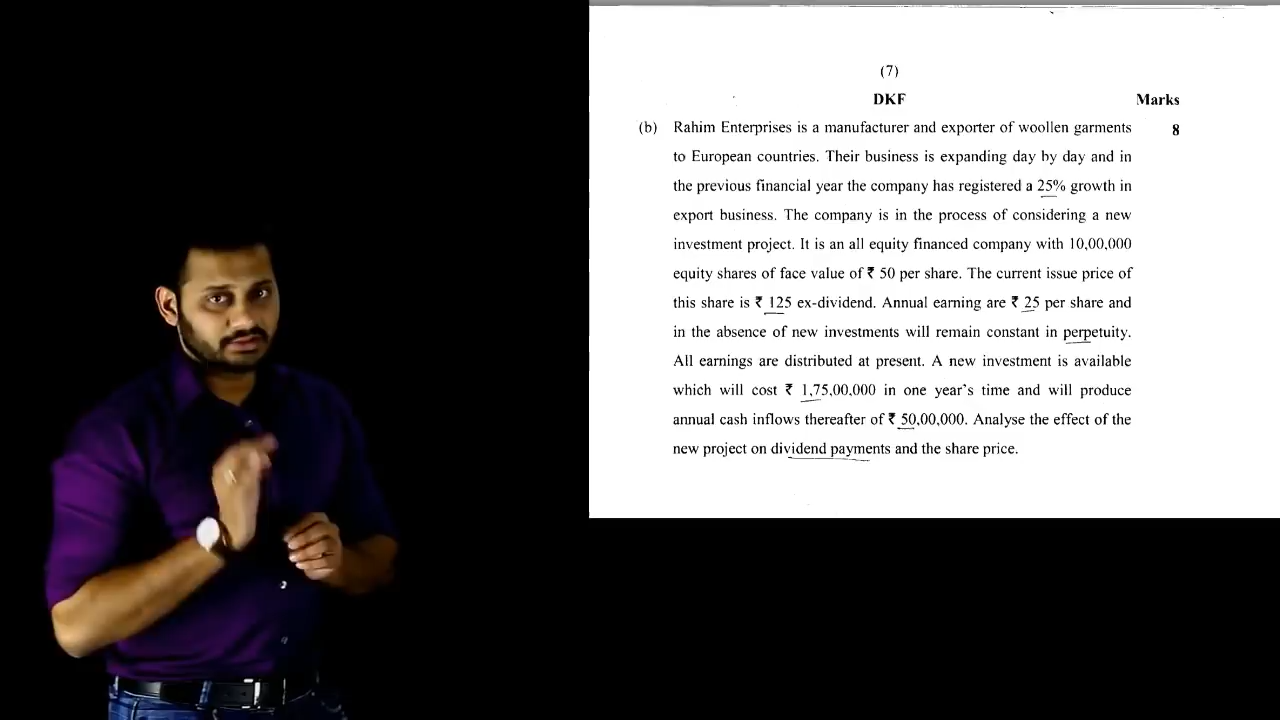 (7)
DKF
Marks
(b) Rahim Enterprises is a manufacturer and exporter of woollen garments 8
to European countries. Their business is expanding day by day and in
the previous financial year the company has registered a 25% growth in
export business. The company is in the process of considering a new
investment project. It is an all equity financed company with 10,00,000
equity shares of face value of ₹ 50 per share. The current issue price of
this share is ₹ 125 ex-dividend. Annual earning are ₹ 25 per share and
in the absence of new investments will remain constant in perpetuity.
All earnings are distributed at present. A new investment is available
which will cost ₹ 1,75,00,000 in one year's time and will produce
annual cash inflows thereafter of ₹ 50,00,000. Analyse the effect of the
new project on dividend payments and the share price.